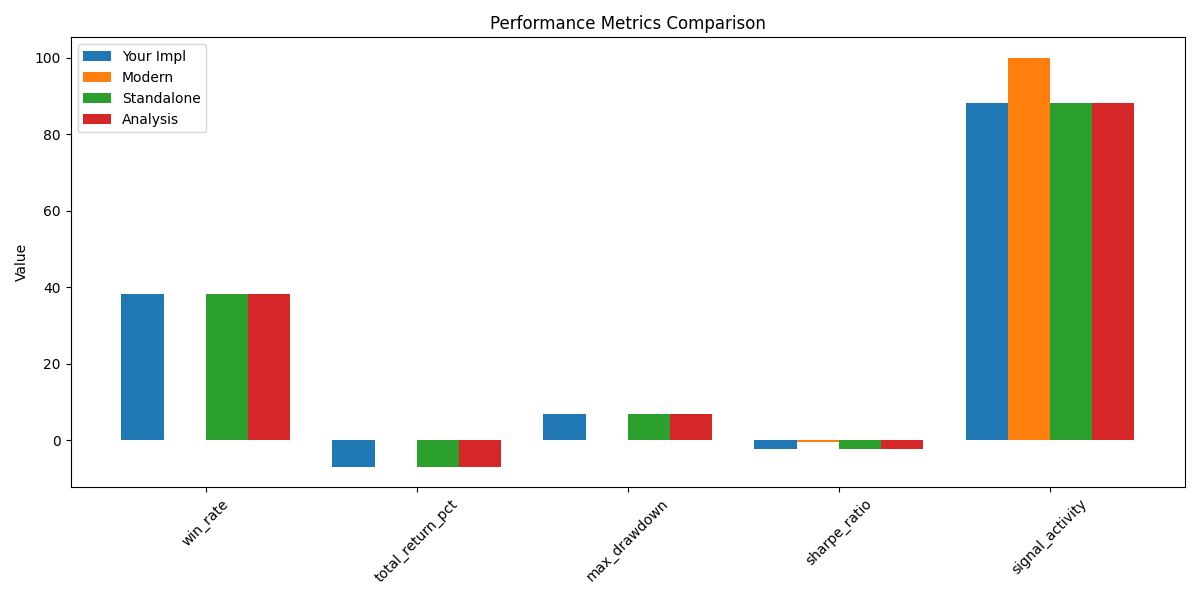 Performance Metrics Comparison
Your Impl
Modern
Standalone
Analysis
Value
100
80
60
40
20
0
win_rate
total_return_pct
max_drawdown
sharpe_ratio
signal_activity